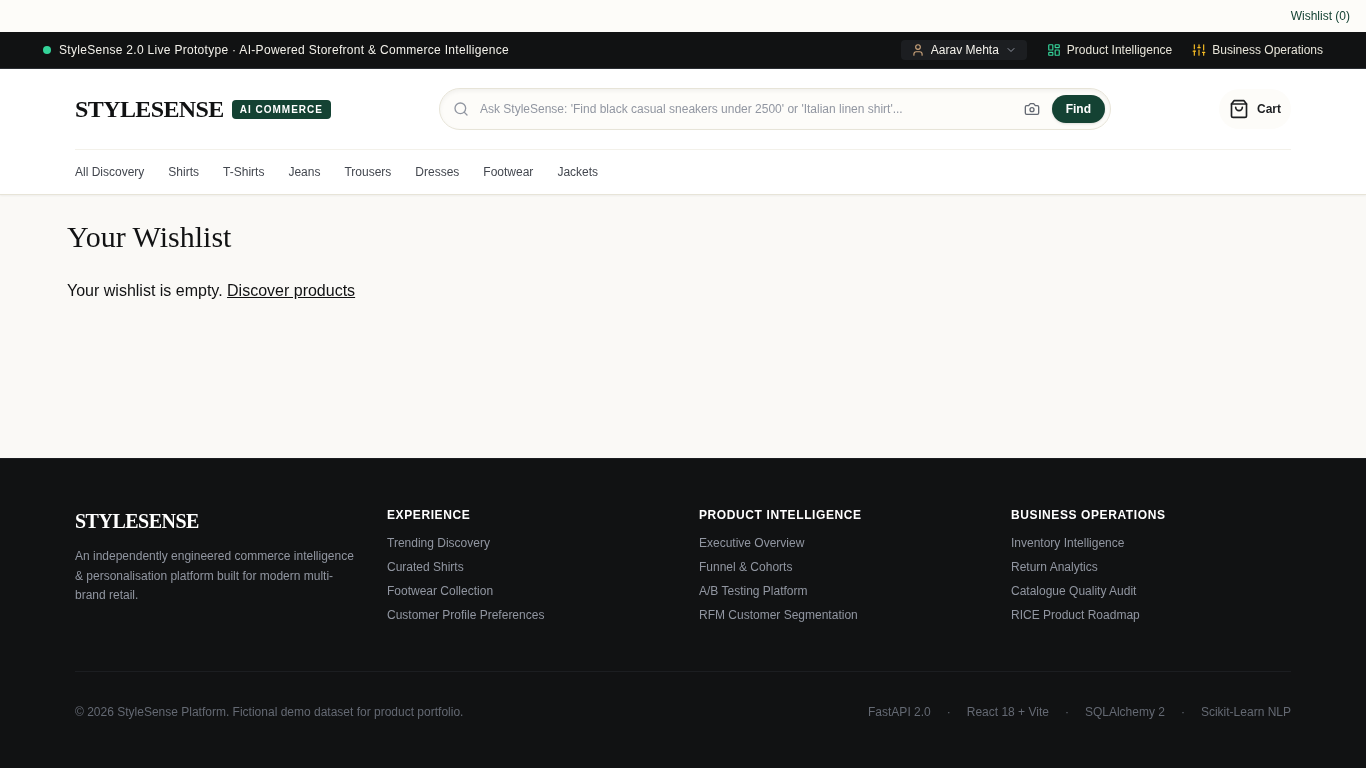 Wishlist (0)
StyleSense 2.0 Live Prototype · AI-Powered Storefront & Commerce Intelligence
Aarav Mehta
Product Intelligence
Business Operations
STYLESENSE
AI COMMERCE
Ask StyleSense: 'Find black casual sneakers under 2500' or 'Italian linen shirt'...
Find
Cart
All Discovery
Shirts
T-Shirts
Jeans
Trousers
Dresses
Footwear
Jackets
Your Wishlist
Your wishlist is empty. Discover products
STYLESENSE
An independently engineered commerce intelligence
& personalisation platform built for modern multi-
brand retail.
EXPERIENCE
Trending Discovery
Curated Shirts
Footwear Collection
Customer Profile Preferences
PRODUCT INTELLIGENCE
Executive Overview
Funnel & Cohorts
A/B Testing Platform
RFM Customer Segmentation
BUSINESS OPERATIONS
Inventory Intelligence
Return Analytics
Catalogue Quality Audit
RICE Product Roadmap
© 2026 StyleSense Platform. Fictional demo dataset for product portfolio.
FastAPI 2.0 · React 18 + Vite · SQLAlchemy 2 · Scikit-Learn NLP